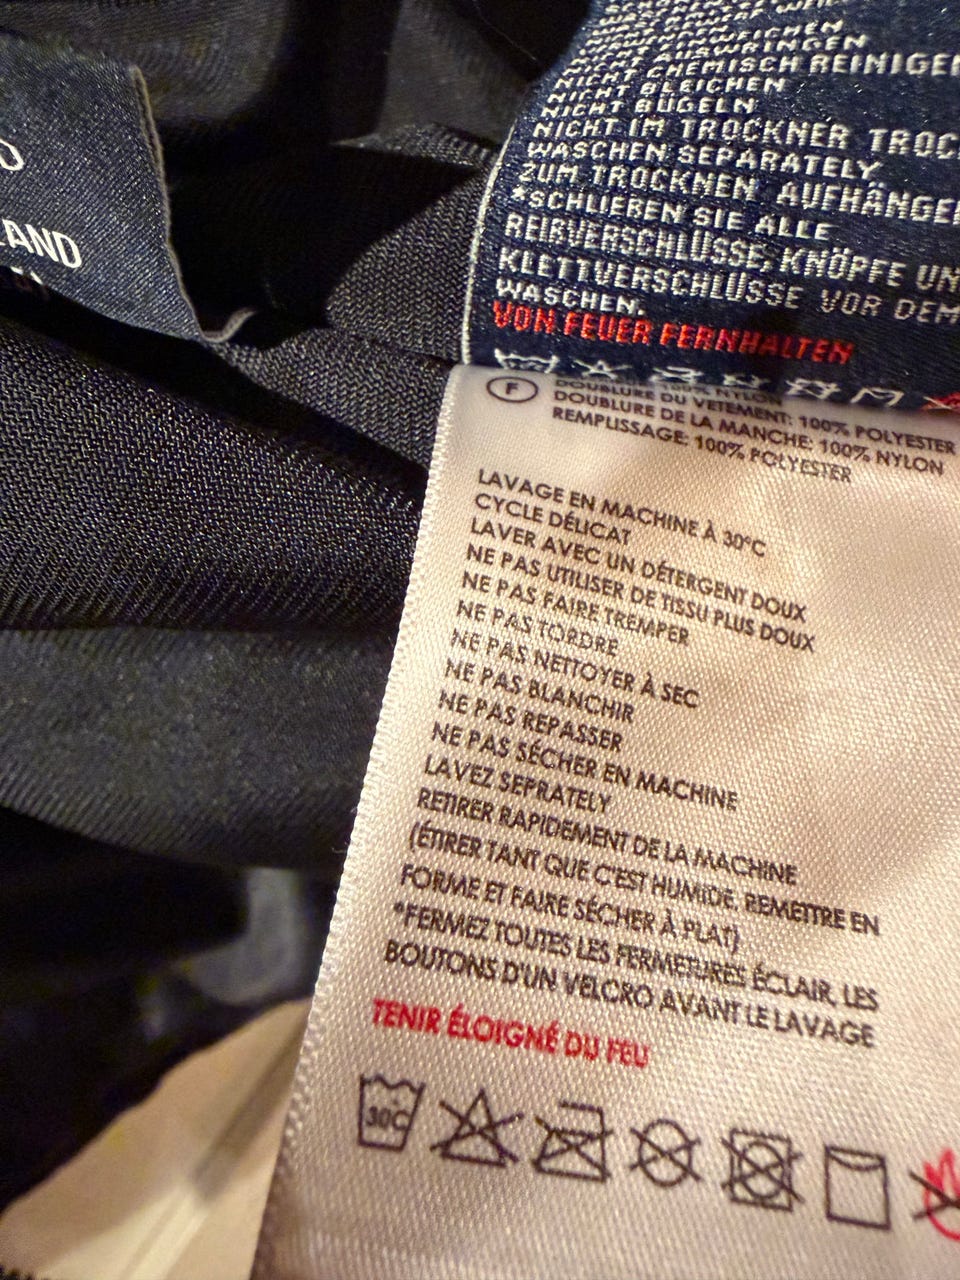 D
LAND
NICHT CHEMISCH REINIGEN
NICHT BLEICHEN
NICHT BÜGELN
NICHT IM TROCKNER
WASCHEN SEPARATELY
ZUM TROCKNEN AUFHÄNGEN
*SCHLIEßEN SIE ALLE
REIßVERSCHLÜSSE, KNÖPFE
KLETTVERSCHLÜSSE VOR DEM
WASCHEN.
VON FEUER FERNHALTEN
F
DOUBLURE DU VETEMENT: 100% POLYESTER
DOUBLURE DE LA MANCHE: 100% NYLON
REMPLISSAGE: 100% POLYESTER
LAVAGE EN MACHINE À 30°C
CYCLE DÉLICAT
LAVER AVEC UN DÉTERGENT DOUX
NE PAS UTILISER DE TISSU PLUS DOUX
NE PAS FAIRE TREMPER
NE PAS TORDRE
NE PAS NETTOYER À SEC
NE PAS BLANCHIR
NE PAS REPASSER
NE PAS SÉCHER EN MACHINE
LAVEZ SEPRATELY
RETIRER RAPIDEMENT DE LA MACHINE
(ÉTIRER TANT QUE C'EST HUMIDE, REMETTRE EN
FORME ET FAIRE SÉCHER À PLAT)
*FERMEZ TOUTES LES FERMETURES ÉCLAIR, LES
BOUTONS D'UN VELCRO AVANT LE LAVAGE
TENIR ÉLOIGNÉ DU FEU
30C